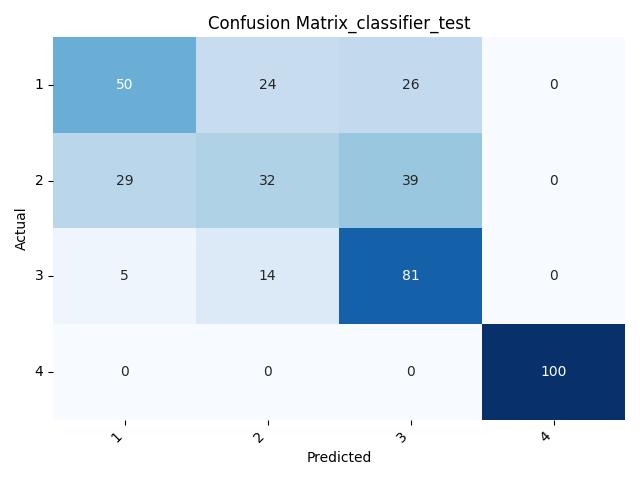 Confusion Matrix_classifier_test
1 50 24 26 0
2 29 32 39 0
Actual
3 5 14 81 0
4 0 0 0 100
1 2 3 4
Predicted